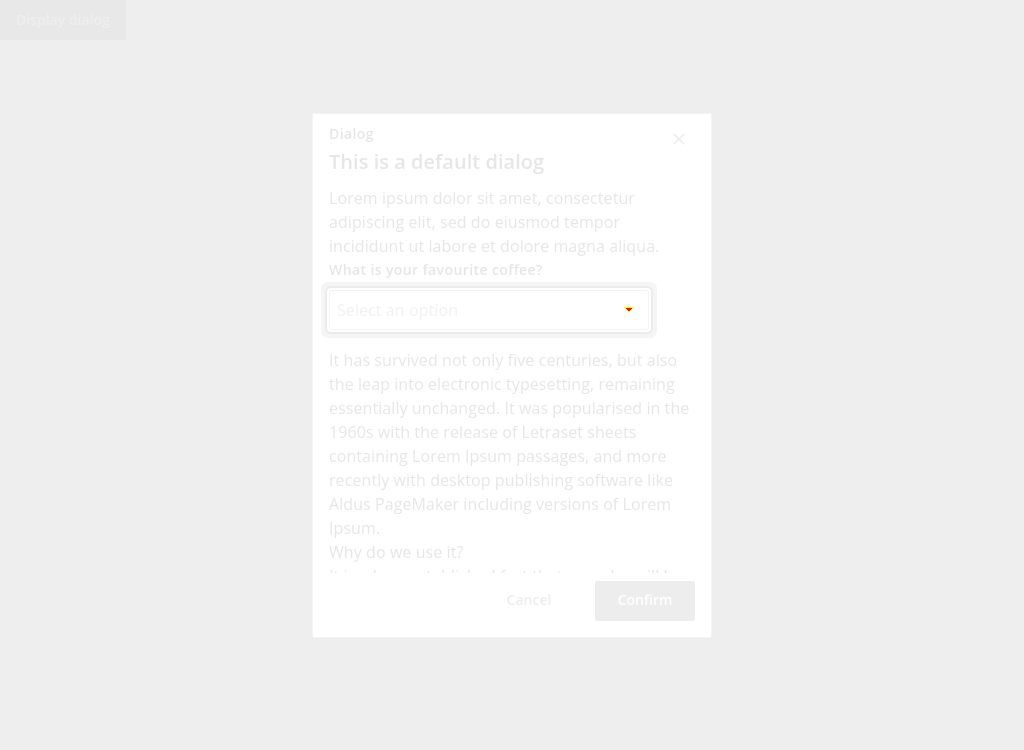 Display dialog
Dialog
This is a default dialog
Lorem ipsum dolor sit amet, consectetur
adipiscing elit, sed do eiusmod tempor
incididunt ut labore et dolore magna aliqua.
What is your favourite coffee?
Select an option
It has survived not only five centuries, but also
the leap into electronic typesetting, remaining
essentially unchanged. It was popularised in the
1960s with the release of Letraset sheets
containing Lorem Ipsum passages, and more
recently with desktop publishing software like
Aldus PageMaker including versions of Lorem
Ipsum.
Why do we use it?
Cancel
Confirm